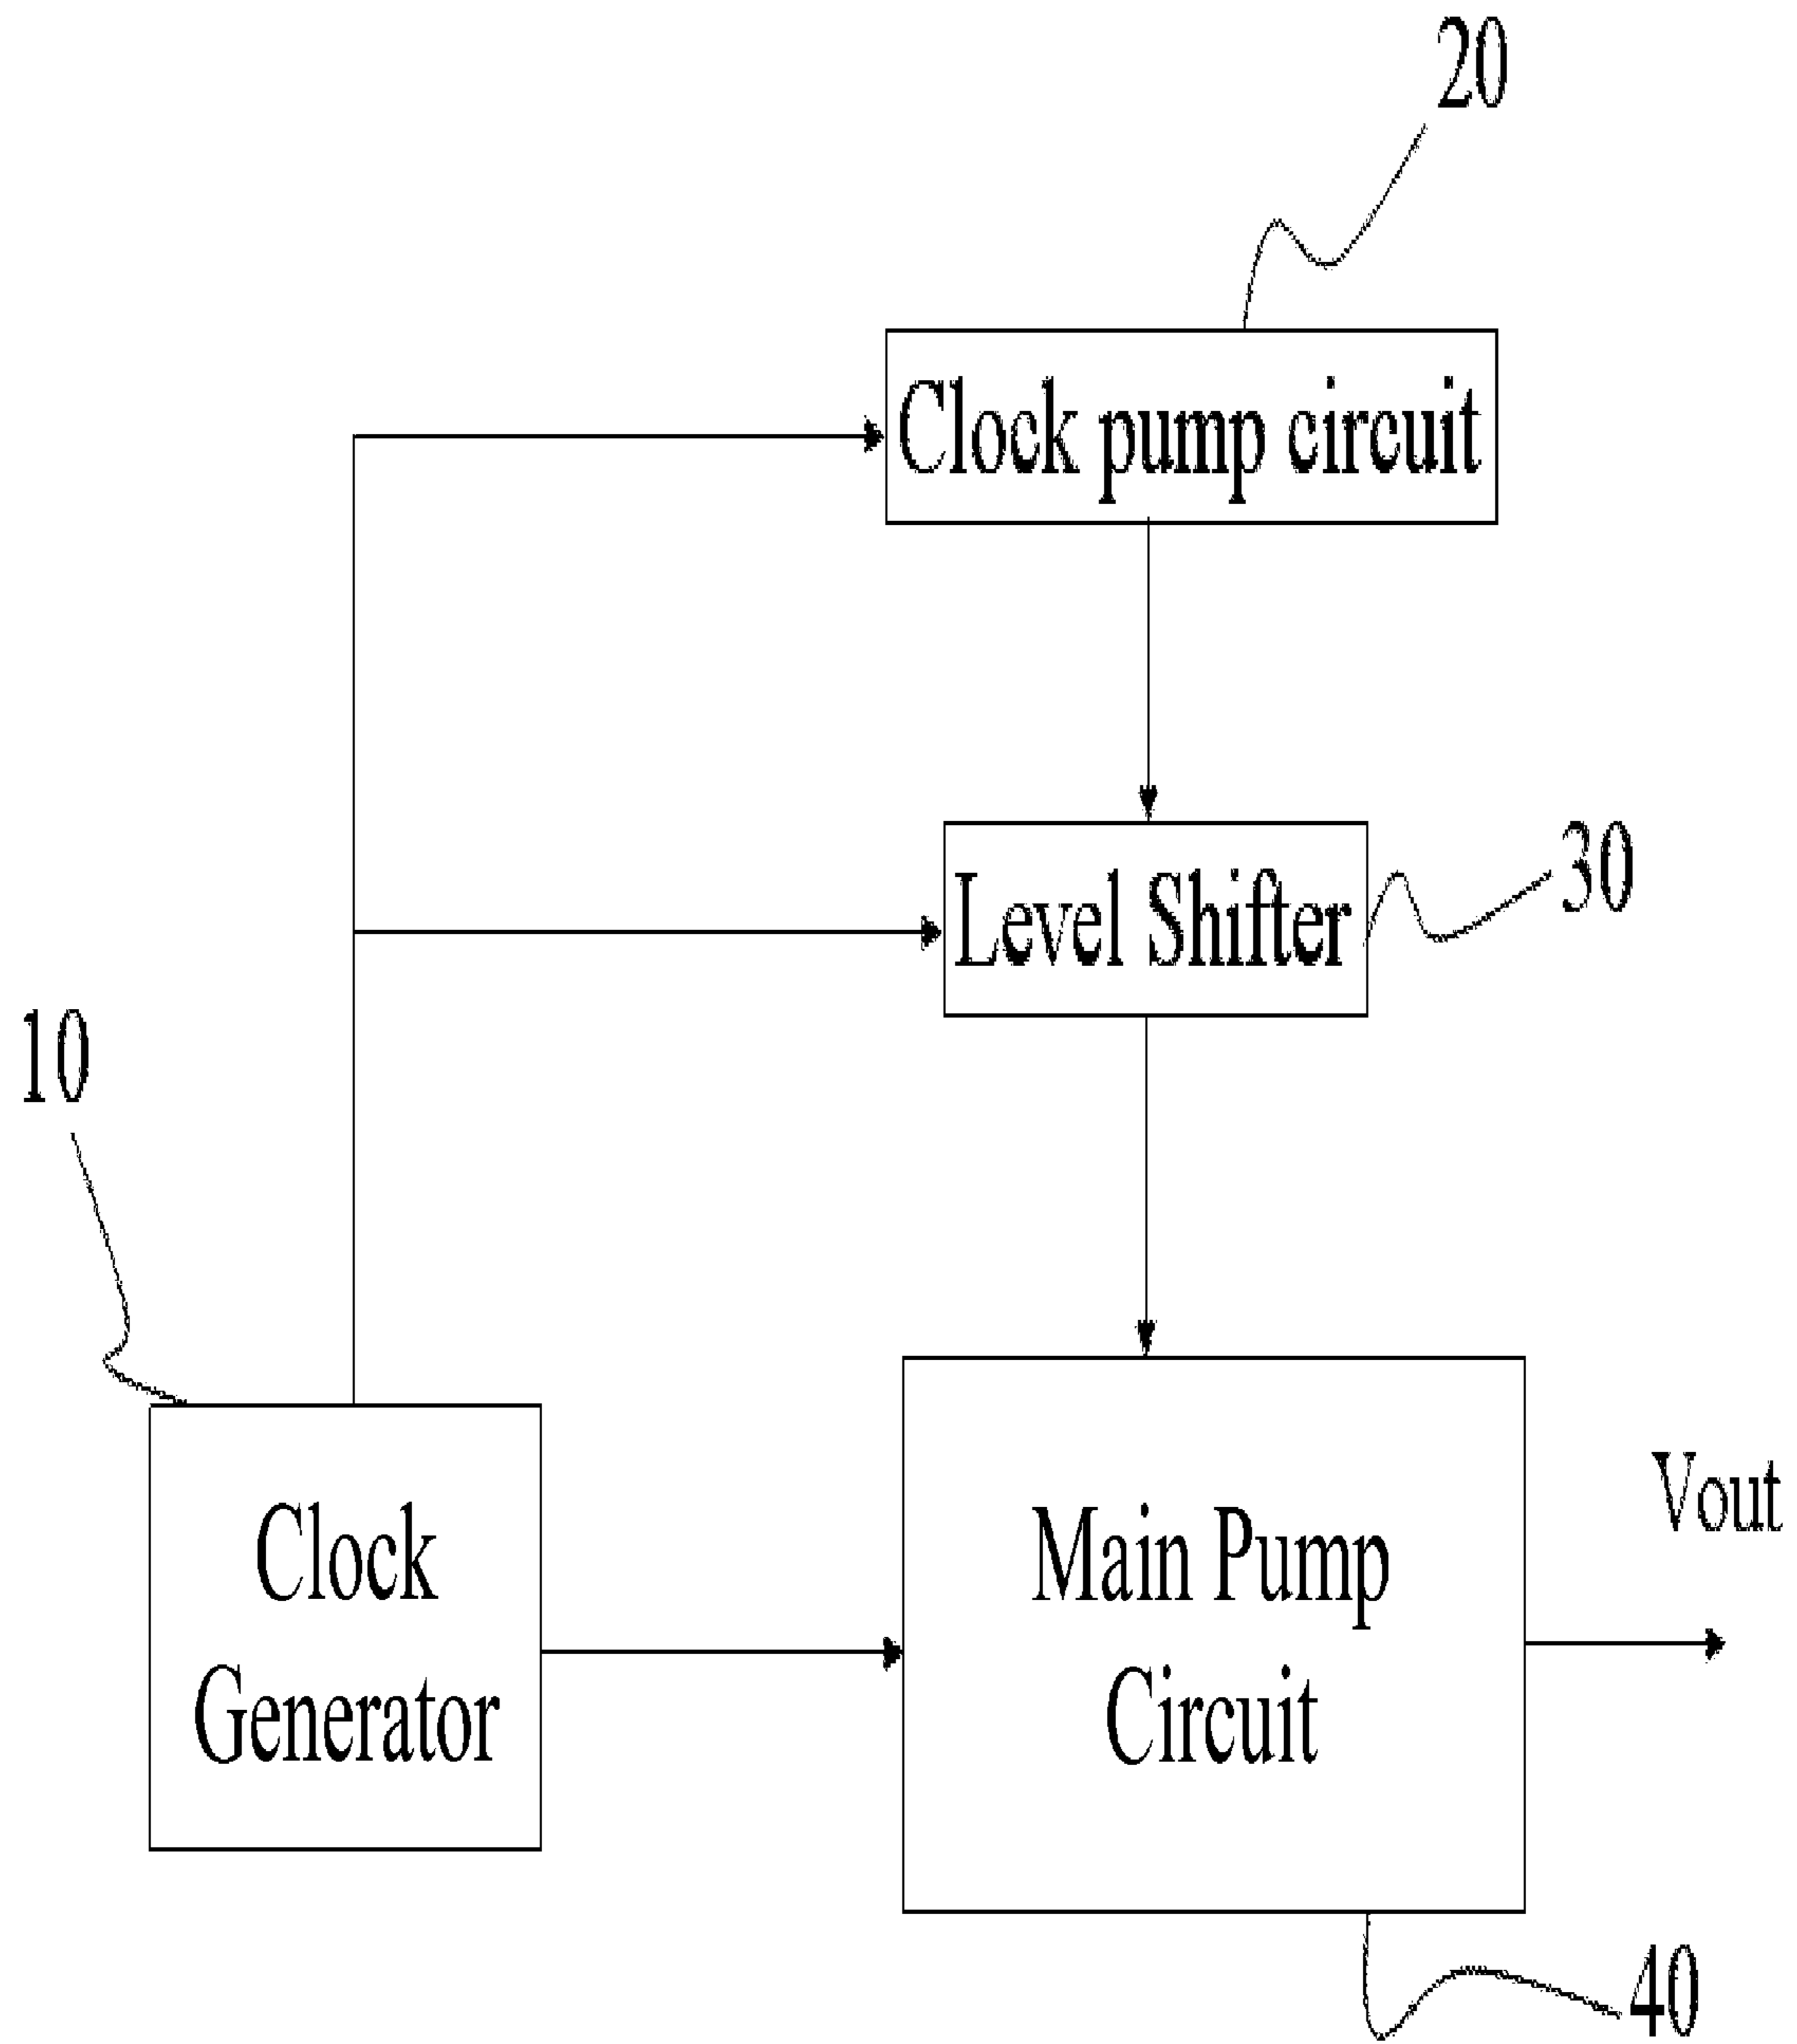 20
Clock pump circuit
30
Level Shifter
10
Clock
Generator
Main Pump
Circuit
Vout
40